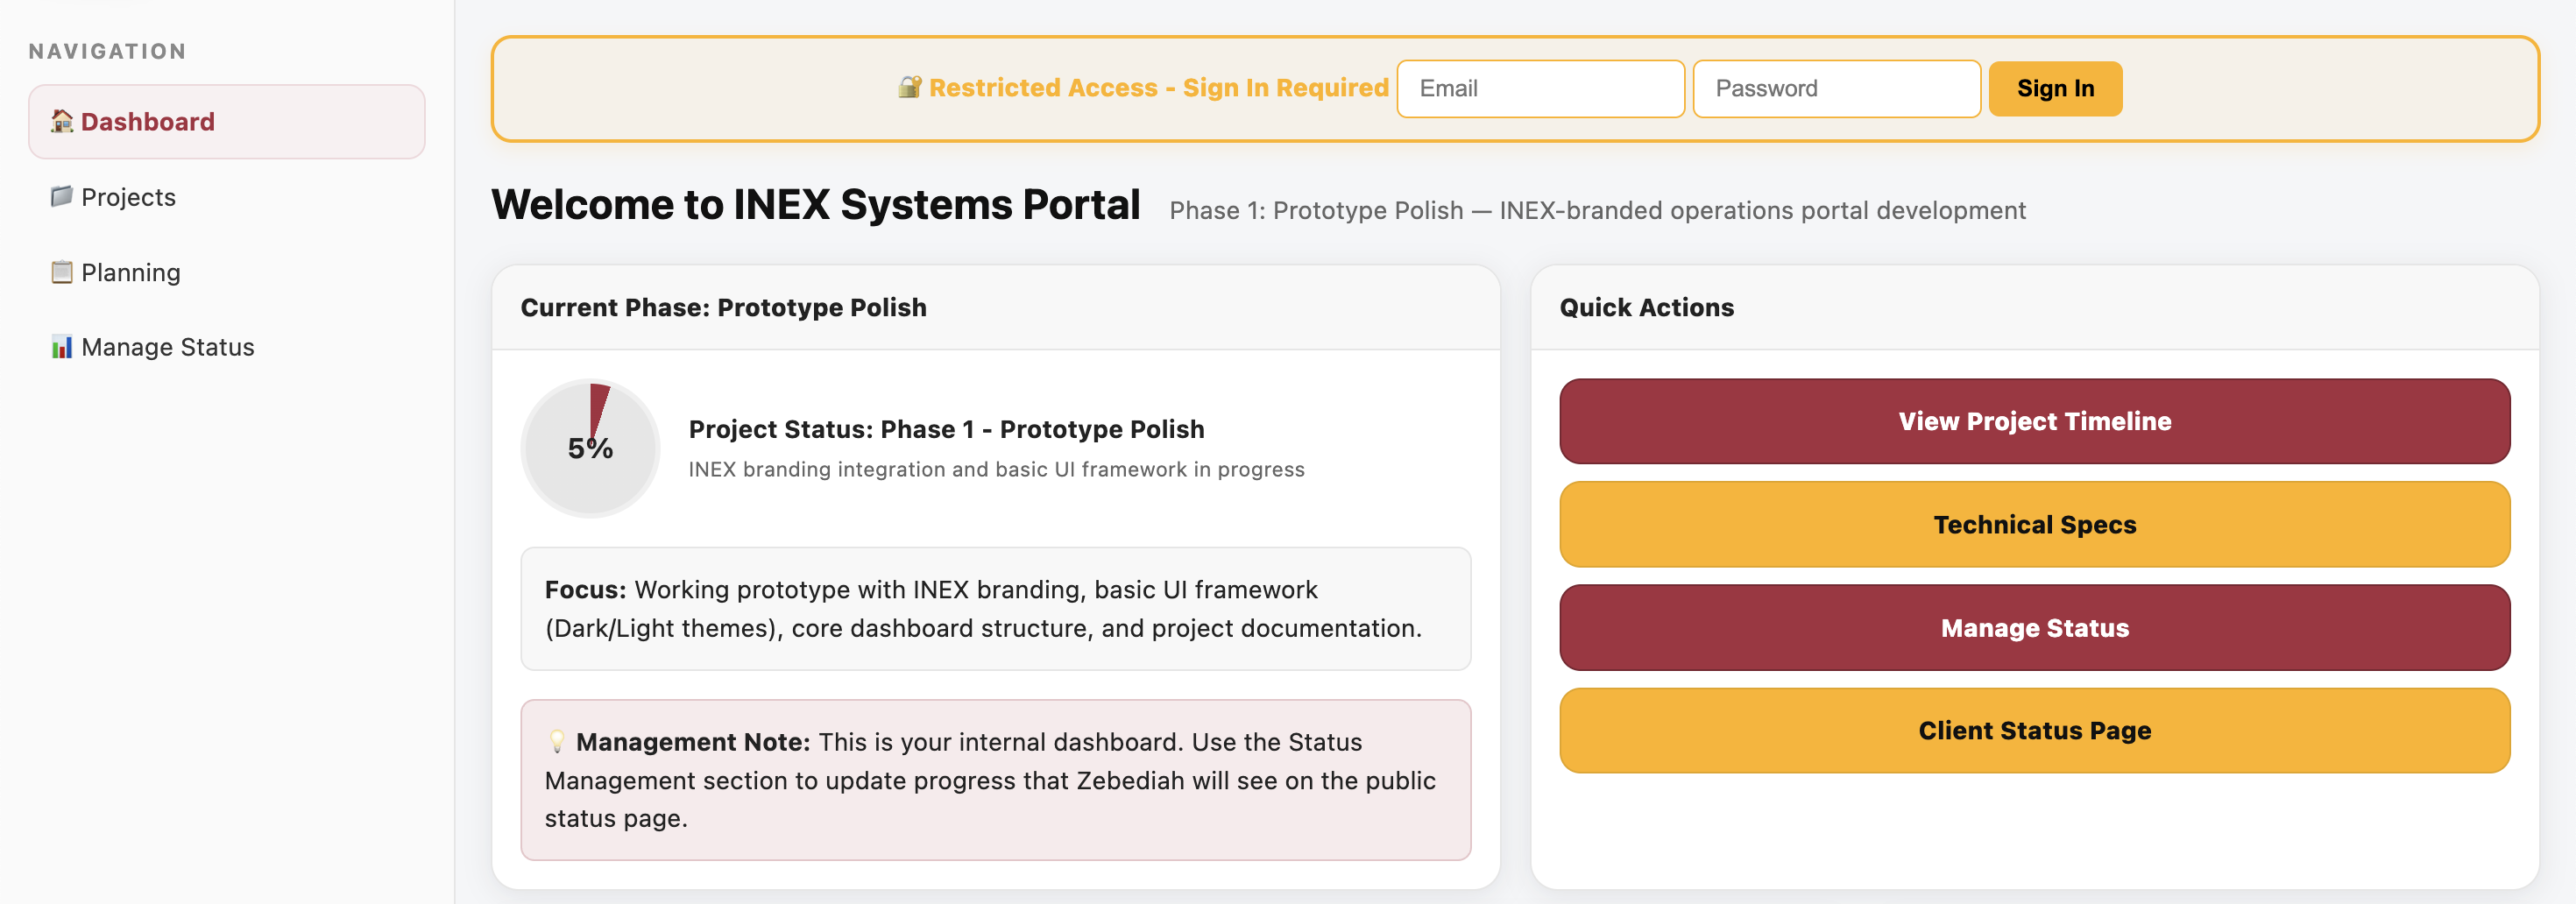 NAVIGATION
Dashboard
Projects
Planning
Manage Status
Restricted Access - Sign In Required
Email
Password
Sign In
Welcome to INEX Systems Portal
Phase 1: Prototype Polish — INEX-branded operations portal development
Current Phase: Prototype Polish
5%
Project Status: Phase 1 - Prototype Polish
INEX branding integration and basic UI framework in progress
Focus: Working prototype with INEX branding, basic UI framework
(Dark/Light themes), core dashboard structure, and project documentation.
Management Note: This is your internal dashboard. Use the Status
Management section to update progress that Zebediah will see on the public
status page.
Quick Actions
View Project Timeline
Technical Specs
Manage Status
Client Status Page